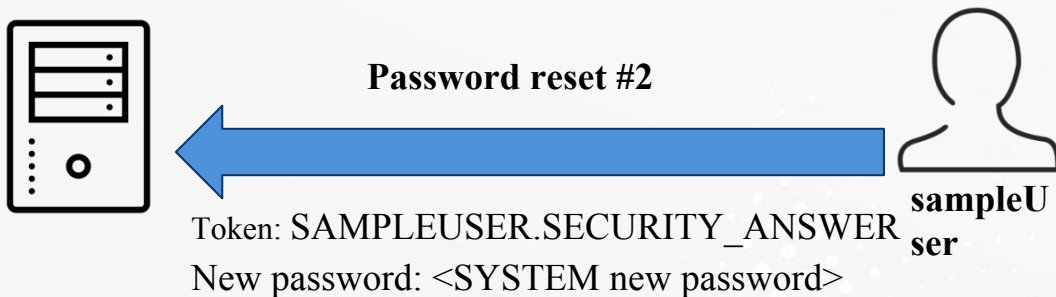 Password reset #2
sampleU
ser
Token: SAMPLEUSER.SECURITY_ANSWER
New password: <SYSTEM new password>